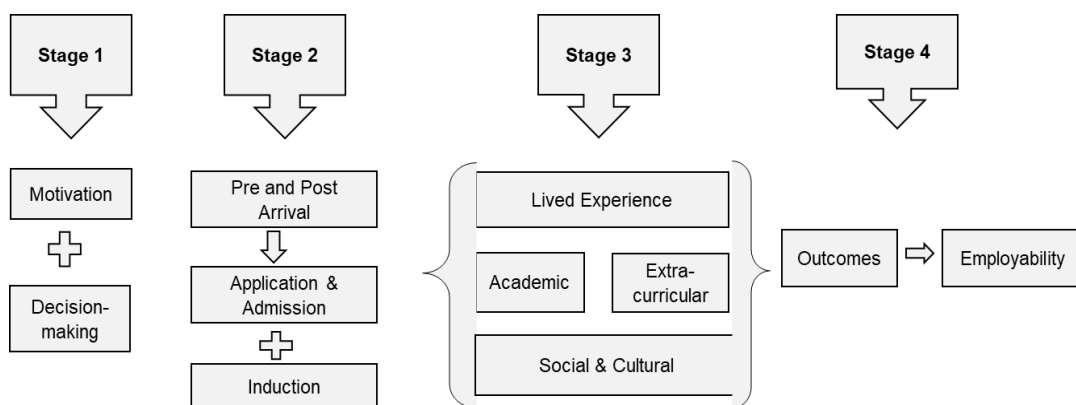 Stage 1
Stage 2
Stage 3
Stage 4
Motivation
Decision-
making
Pre and Post
Arrival
Application &
Admission
Induction
Lived Experience
Academic
Extra-
curricular
Social & Cultural
Outcomes
Employability